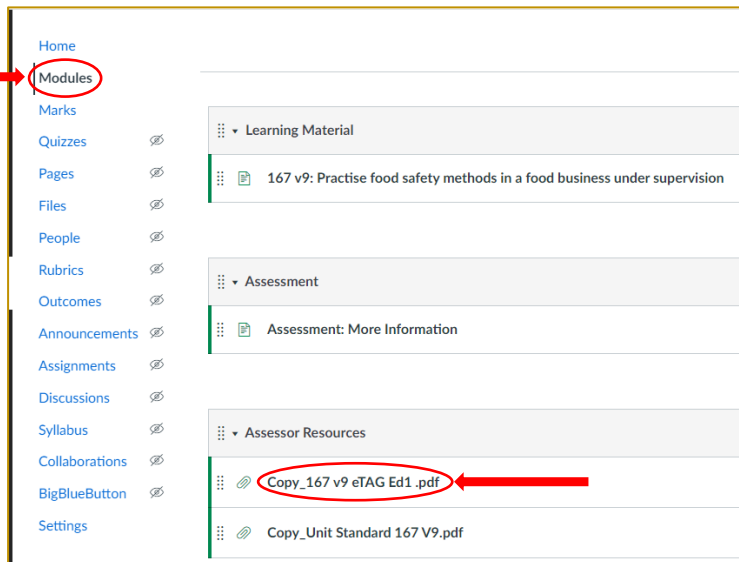 Home
Modules
Marks
Quizzes
Pages
Files
People
Rubrics
Outcomes
Announcements
Assignments
Discussions
Syllabus
Collaborations
BigBlueButton
Settings
Learning Material
167 v9: Practise food safety methods in a food business under supervision
Assessment
Assessment: More Information
Assessor Resources
Copy_167 v9 eTAG Ed1 .pdf
Copy_Unit Standard 167 V9.pdf